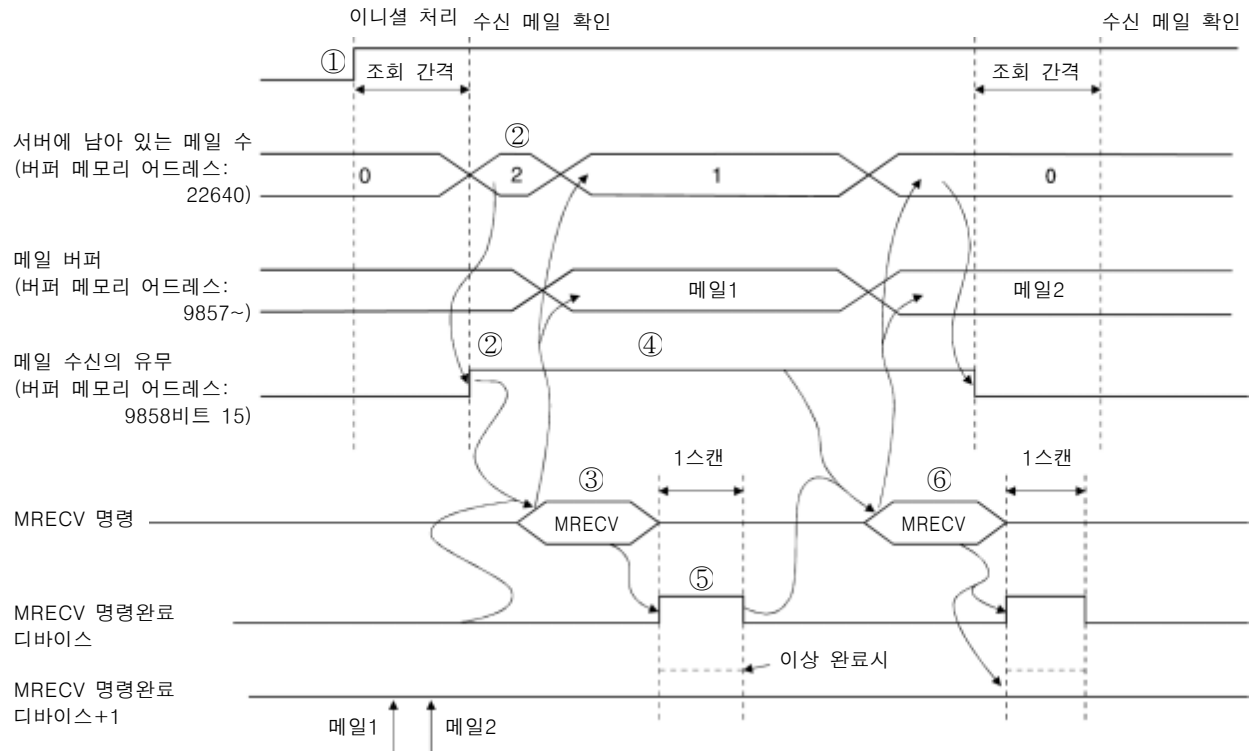 이니셜 처리
수신 메일 확인
수신 메일 확인
①
조회 간격
조회 간격
서버에 남아 있는 메일 수
(버퍼 메모리 어드레스:
22640)
②
0
2
1
0
메일 버퍼
(버퍼 메모리 어드레스:
9857~)
메일1
메일2
메일 수신의 유무
(버퍼 메모리 어드레스:
9858비트 15)
②
④
1스캔
1스캔
③
⑥
MRECV 명령
MRECV
MRECV
⑤
MRECV 명령완료
디바이스
이상 완료시
MRECV 명령완료
디바이스+1
메일1
메일2